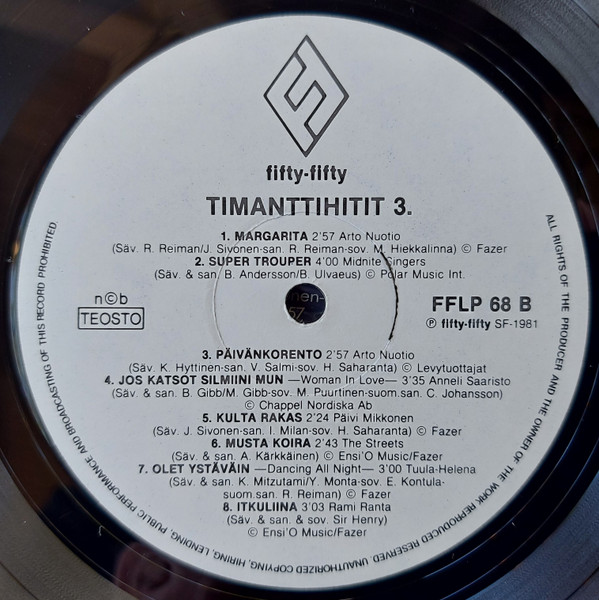 fifty-fifty
TIMANTTIHITIT 3.
1. MARGARITA 2'57 Arto Nuotio
(Säv. R. Reiman/J. Sivonen-san. R. Reiman-sov. M. Hiekkalinna) © Fazer
2. SUPER TROUPER 4'00 Midnite Singers
(Säv. & san. B. Andersson/B. Ulvaeus) © Polar Music Int.
n©b
TEOSTO
FFLP 68 B
℗ fifty-fifty SF-1981
3. PÄIVÄNKORENTO 2'57 Arto Nuotio
(Säv. K. Hyttinen-san. V. Salmi-sov. H. Saharanta) © Levytuottajat
4. JOS KATSOT SILMIINI MUN —Woman In Love— 3'35 Anneli Saaristo
(Säv. & san. B. Gibb/M. Gibb-sov. M. Puurtinen-suom.san. C. Johansson)
© Chappel Nordiska Ab
5. KULTA RAKAS 2'24 Päivi Mikkonen
(Säv. J. Sivonen-san. I. Milan-sov. H. Saharanta) © Fazer
6. MUSTA KOIRA 2'43 The Streets
(Säv. & san. A. Kärkkäinen) © Ensi'O Music/Fazer
7. OLET YSTÄVÄIN —Dancing All Night— 3'00 Tuula-Helena
(Säv. & san. K. Mitzutami/Y. Monta-sov. E. Kontula-
suom.san. R. Reiman) © Fazer
8. ITKULIINA 3'03 Rami Ranta
(Säv. & san. & sov. Sir Henry)
© Ensi'O Music/Fazer
ALL RIGHTS OF THE PRODUCER AND THE OWNER OF THE WORK REPRODUCED RESERVED. UNAUTHORIZED COPYING, HIRING, LENDING, PUBLIC PERFORMANCE AND BROADCASTING OF THIS RECORD PROHIBITED.